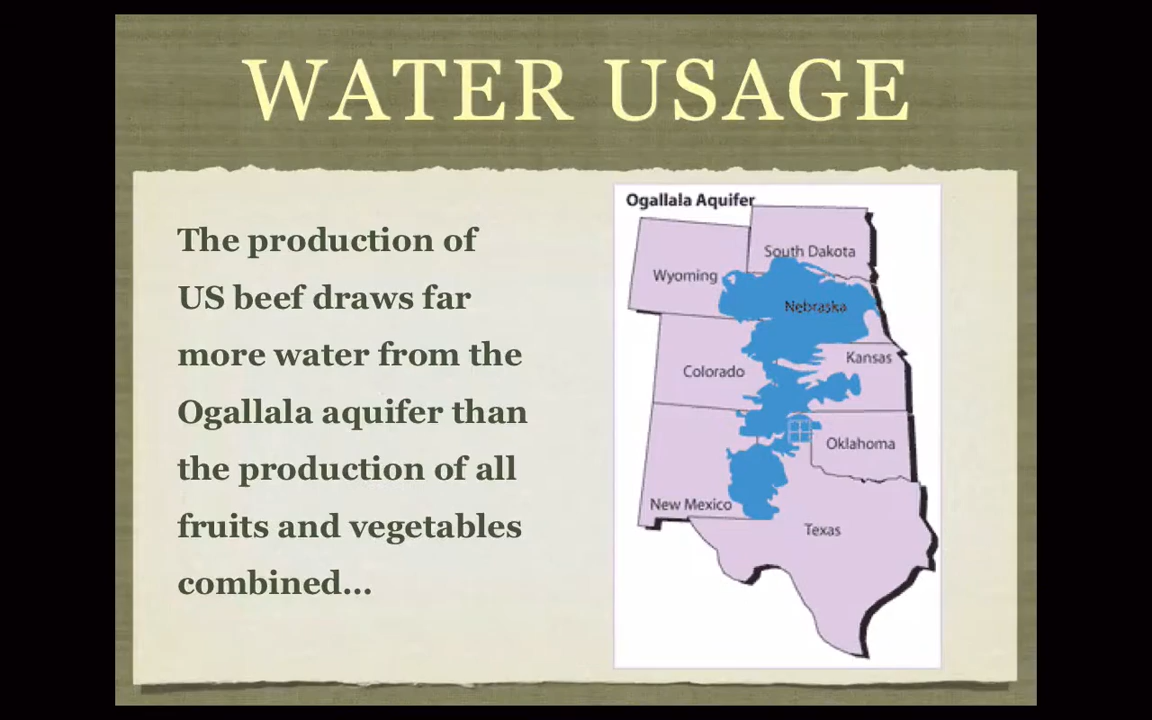 WATER USAGE
The production of
US beef draws far
more water from the
Ogallala aquifer than
the production of all
fruits and vegetables
combined...
Ogallala Aquifer
South Dakota
Wyoming
Nebraska
Kansas
Colorado
Oklahoma
New Mexico
Texas